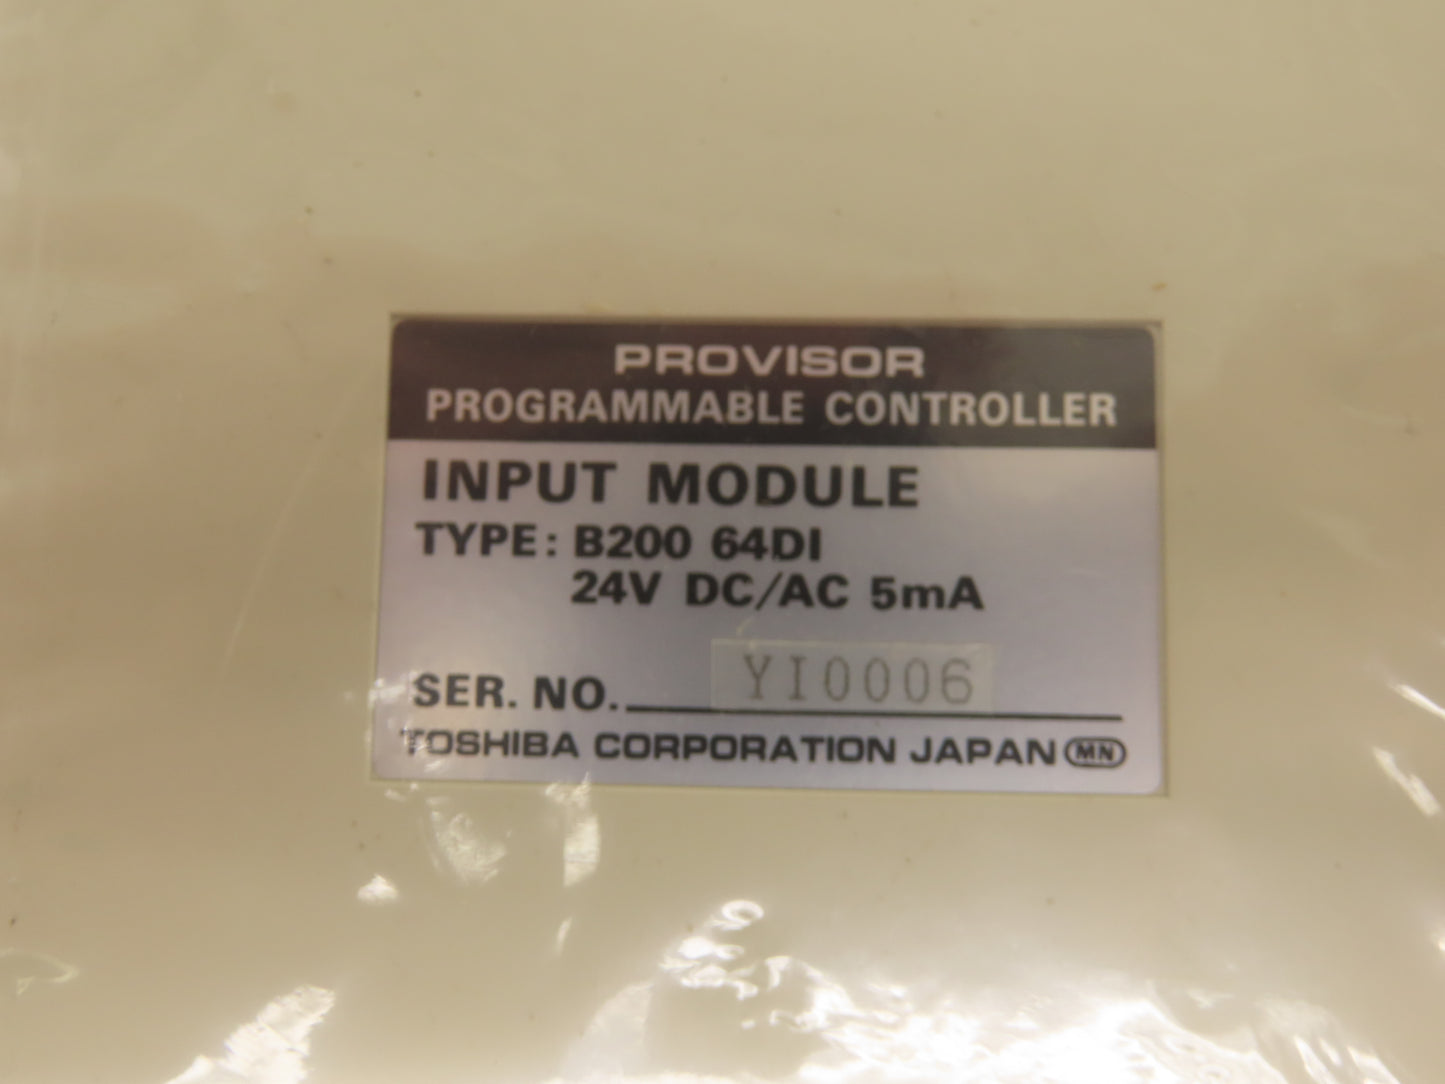 PROVISOR
PROGRAMMABLE CONTROLLER
INPUT MODULE
TYPE: B200 64DI
24V DC/AC 5mA
SER. NO. YI0006
TOSHIBA CORPORATION JAPAN MN